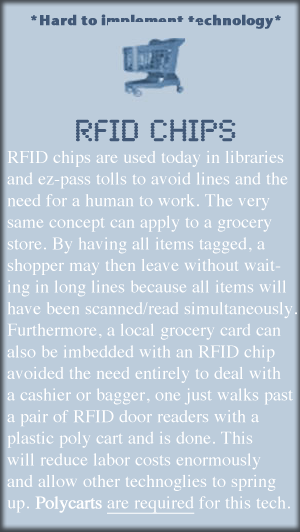 *Hard to implement technology*
RFID CHIPS
RFID chips are used today in libraries
and ez-pass tolls to avoid lines and the
need for a human to work. The very
same concept can apply to a grocery
store. By having all items tagged, a
shopper may then leave without wait-
ing in long lines because all items will
have been scanned/read simultaneously.
Furthermore, a local grocery card can
also be imbedded with an RFID chip
avoided the need entirely to deal with
a cashier or bagger, one just walks past
a pair of RFID door readers with a
plastic poly cart and is done. This
will reduce labor costs enormously
and allow other technoglies to spring
up. Polycarts are required for this tech.